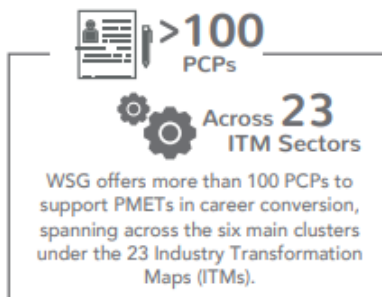 >100
PCPs
Across 23
ITM Sectors
WSG offers more than 100 PCPs to
support PMETs in career conversion,
spanning across the six main clusters
under the 23 Industry Transformation
Maps (ITMs).